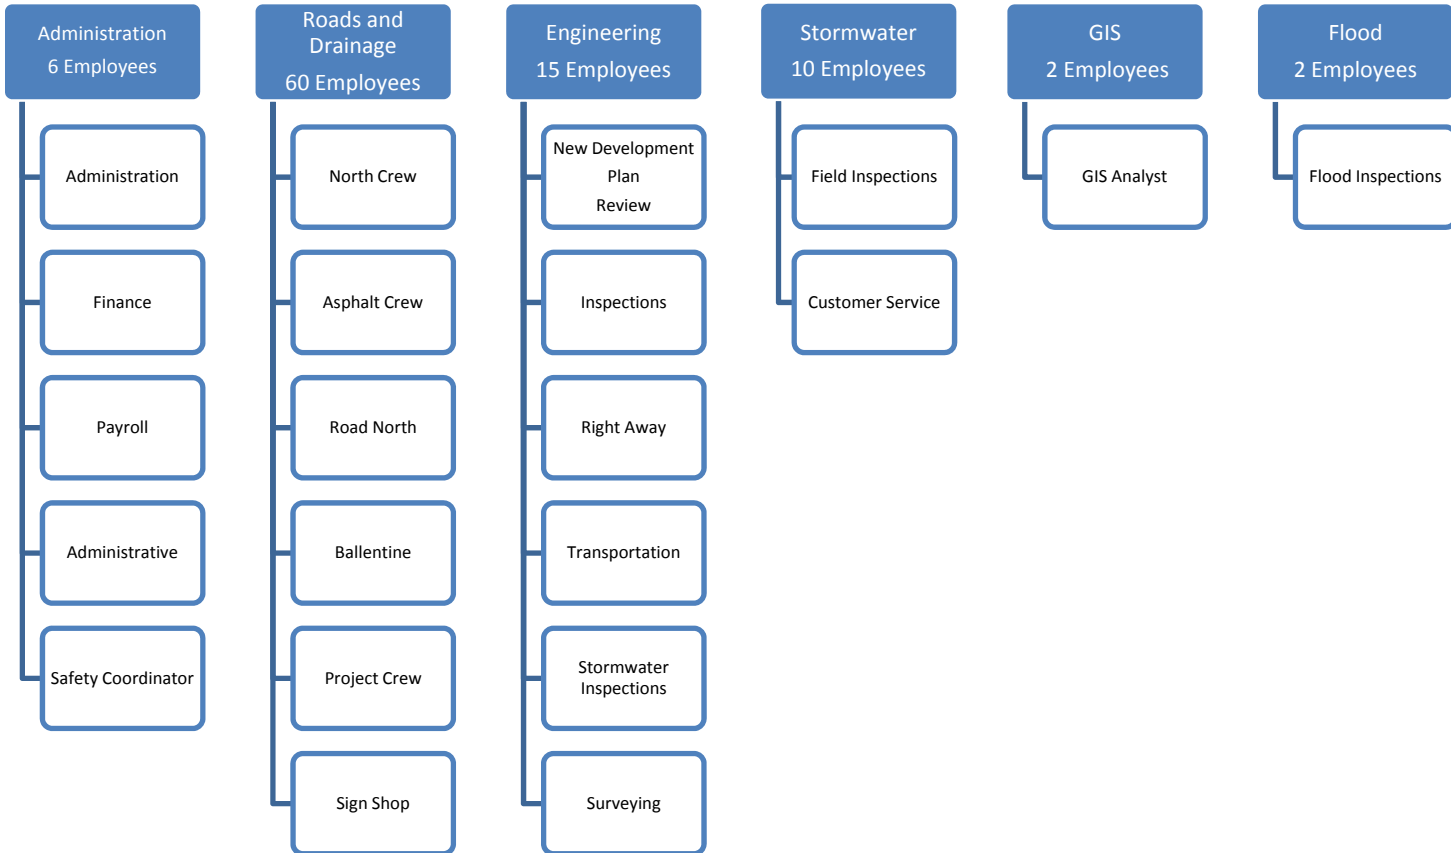 Administration
6 Employees
Administration
Finance
Payroll
Administrative
Safety Coordinator
Roads and
Drainage
60 Employees
North Crew
Asphalt Crew
Road North
Ballentine
Project Crew
Sign Shop
Engineering
15 Employees
New Development
Plan
Review
Inspections
Right Away
Transportation
Stormwater
Inspections
Surveying
Stormwater
10 Employees
Field Inspections
Customer Service
GIS
2 Employees
GIS Analyst
Flood
2 Employees
Flood Inspections